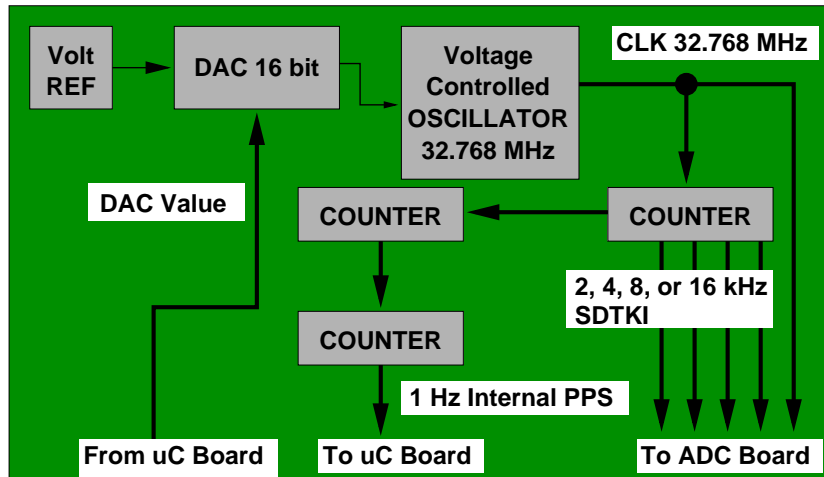 Volt
REF
DAC 16 bit
Voltage
Controlled
OSCILLATOR
32.768 MHz
CLK 32.768 MHz
DAC Value
COUNTER
COUNTER
2, 4, 8, or 16 kHz
SDTKI
COUNTER
1 Hz Internal PPS
From uC Board
To uC Board
To ADC Board